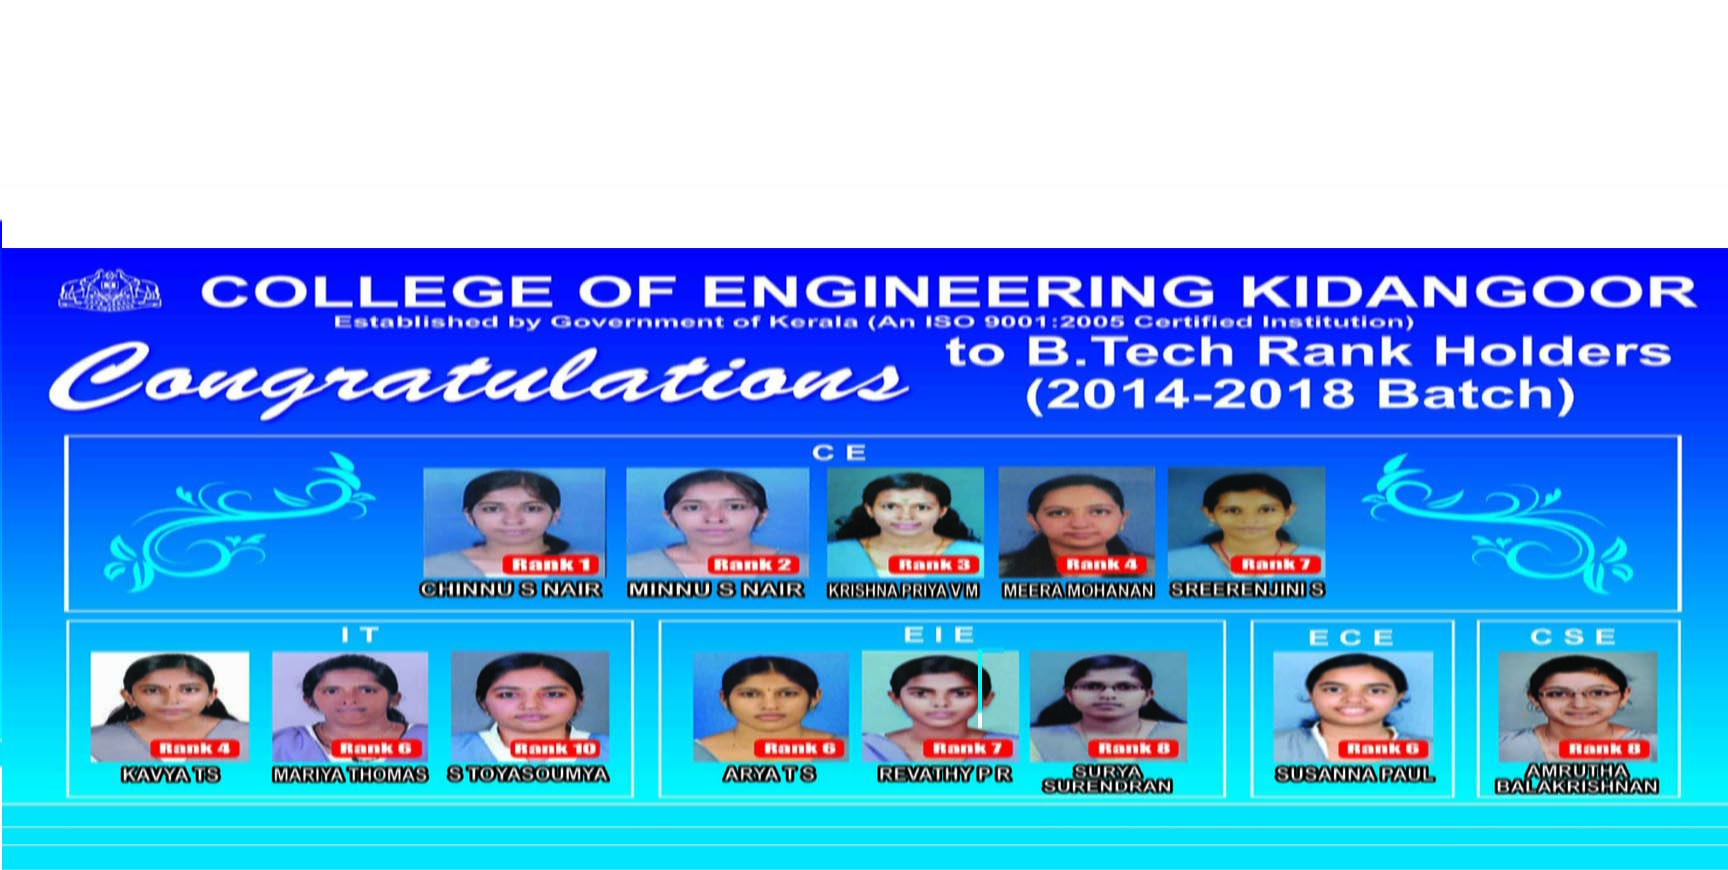 COLLEGE OF ENGINEERING KIDANGOOR
Established by Government of Kerala (An ISO 9001:2005 Certified Institution)
Congratulations
to B.Tech Rank Holders
(2014-2018 Batch)
CE
Rank 1
Rank 2
Rank 3
Rank 4
Rank 7
CHINNU S NAIR
MINNU S NAIR
KRISHNA PRIYA V M
MEERA MOHANAN
SREERENJINI S
IT
Rank 4
Rank 6
Rank 10
KAVYA TS
MARIYA THOMAS
S TOYASOUMYA
EIE
Rank 6
Rank 7
Rank 8
ARYA T S
REVATHY P R
SURYA
SURENDRAN
ECE
Rank 6
SUSANNA PAUL
CSE
Rank 8
AMRUTHA
BALAKRISHNAN